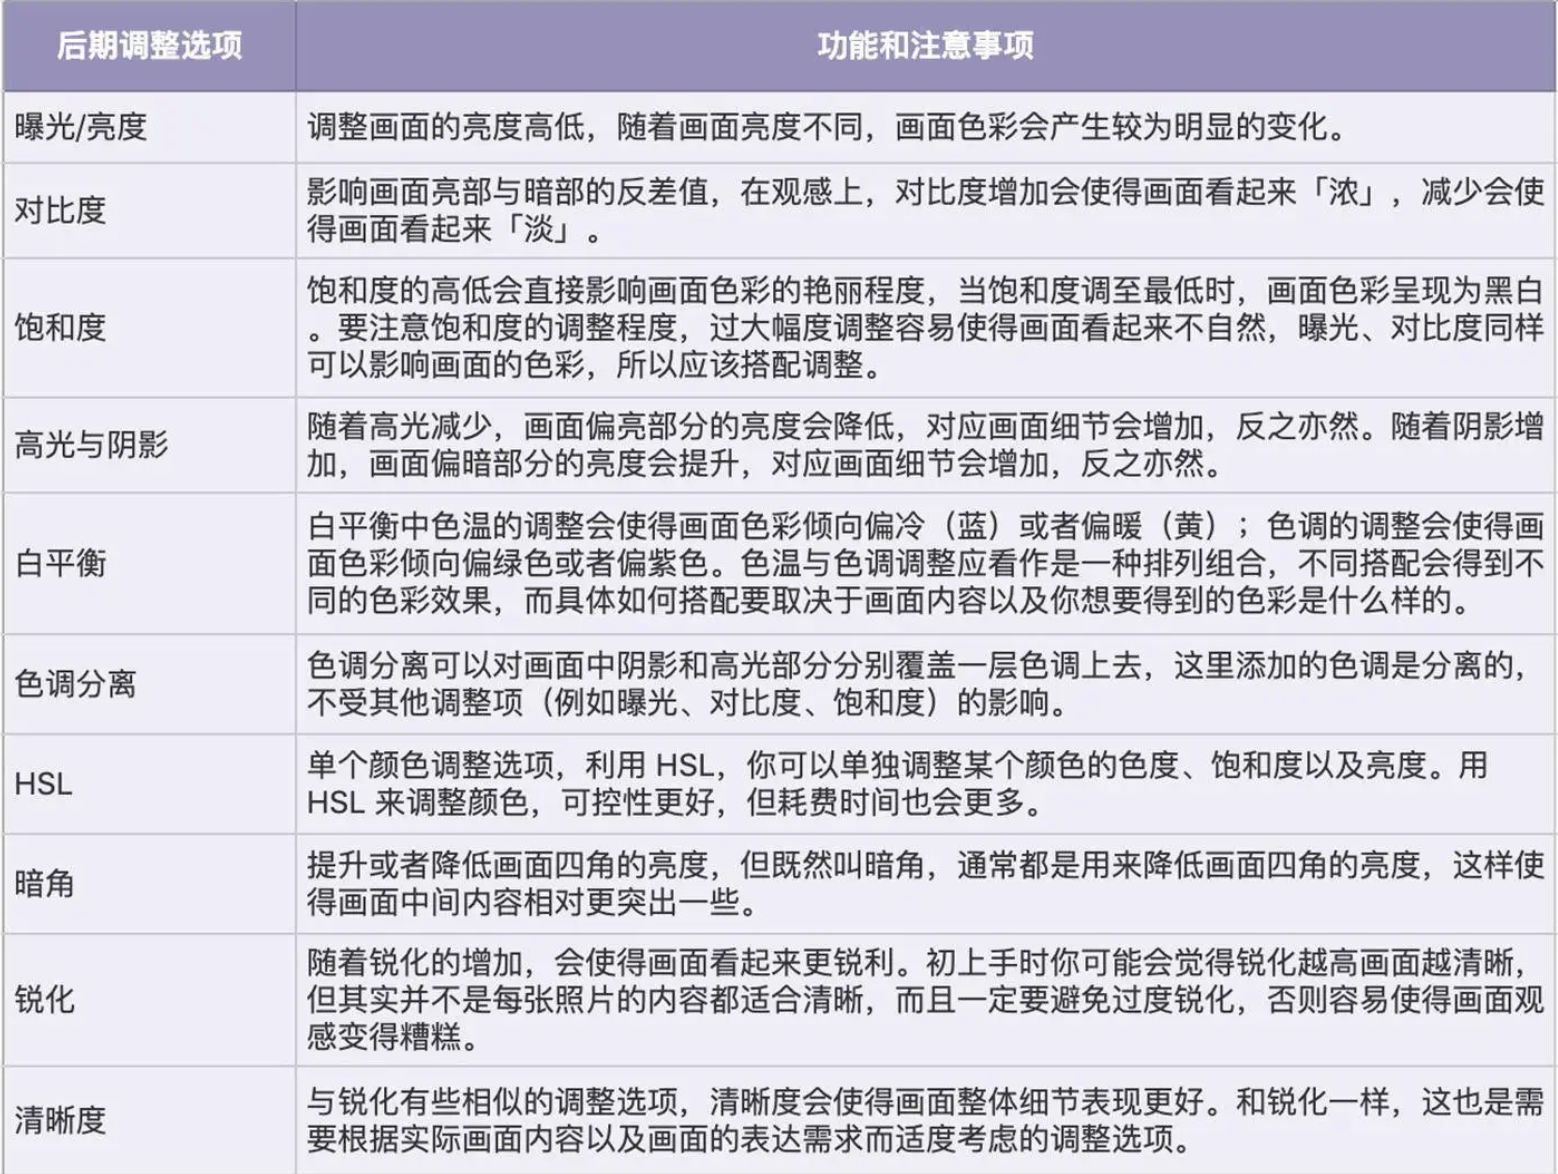 后期调整选项
功能和注意事项
曝光/亮度
调整画面的亮度高低，随着画面亮度不同，画面色彩会产生较为明显的变化。
对比度
影响画面亮部与暗部的反差值，在观感上，对比度增加会使得画面看起来「浓」，减少会使
得画面看起来「淡」。
饱和度
饱和度的高低会直接影响画面色彩的艳丽程度，当饱和度调至最低时，画面色彩呈现为黑白
。要注意饱和度的调整程度，过大幅度调整容易使得画面看起来不自然，曝光、对比度同样
可以影响画面的色彩，所以应该搭配调整。
高光与阴影
随着高光减少，画面偏亮部分的亮度会降低，对应画面细节会增加，反之亦然。随着阴影增
加，画面偏暗部分的亮度会提升，对应画面细节会增加，反之亦然。
白平衡
白平衡中色温的调整会使得画面色彩倾向偏冷（蓝）或者偏暖（黄）；色调的调整会使得画
面色彩倾向偏绿色或者偏紫色。色温与色调调整应看作是一种排列组合，不同搭配会得到不
同的色彩效果，而具体如何搭配要取决于画面内容以及你想要得到的色彩是什么样的。
色调分离
色调分离可以对画面中阴影和高光部分分别覆盖一层色调上去，这里添加的色调是分离的，
不受其他调整项（例如曝光、对比度、饱和度）的影响。
HSL
单个颜色调整选项，利用 HSL，你可以单独调整某个颜色的色度、饱和度以及亮度。用
HSL 来调整颜色，可控性更好，但耗费时间也会更多。
暗角
提升或者降低画面四角的亮度，但既然叫暗角，通常都是用来降低画面四角的亮度，这样使
得画面中间内容相对更突出一些。
锐化
随着锐化的增加，会使得画面看起来更锐利。初上手时你可能会觉得锐化越高画面越清晰，
但其实并不是每张照片的内容都适合清晰，而且一定要避免过度锐化，否则容易使得画面观
感变得糟糕。
清晰度
与锐化有些相似的调整选项，清晰度会使得画面整体细节表现更好。和锐化一样，这也是需
要根据实际画面内容以及画面的表达需求而适度考虑的调整选项。